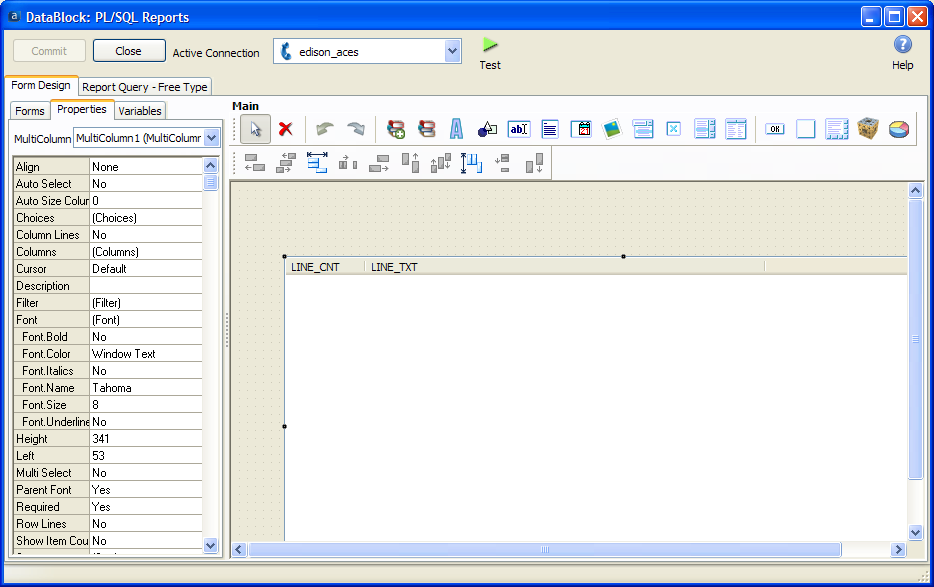 DataBlock: PL/SQL Reports
Commit
Close
Active Connection
edison_aces
Test
Help
Form Design
Report Query - Free Type
Forms
Properties
Variables
Main
MultiColumn
MultiColumn1 (MultiColumr
OK
Align None
Auto Select No
Auto Size Colur 0
Choices (Choices)
Column Lines No
Columns (Columns)
Cursor Default
Description
Filter (Filter)
Font (Font)
Font.Bold No
Font.Color Window Text
Font.Italics No
Font.Name Tahoma
Font.Size 8
Font.Underline No
Height 341
Left 53
Multi Select No
Parent Font Yes
Required Yes
Row Lines No
Show Item Cou No
LINE_CNT
LINE_TXT